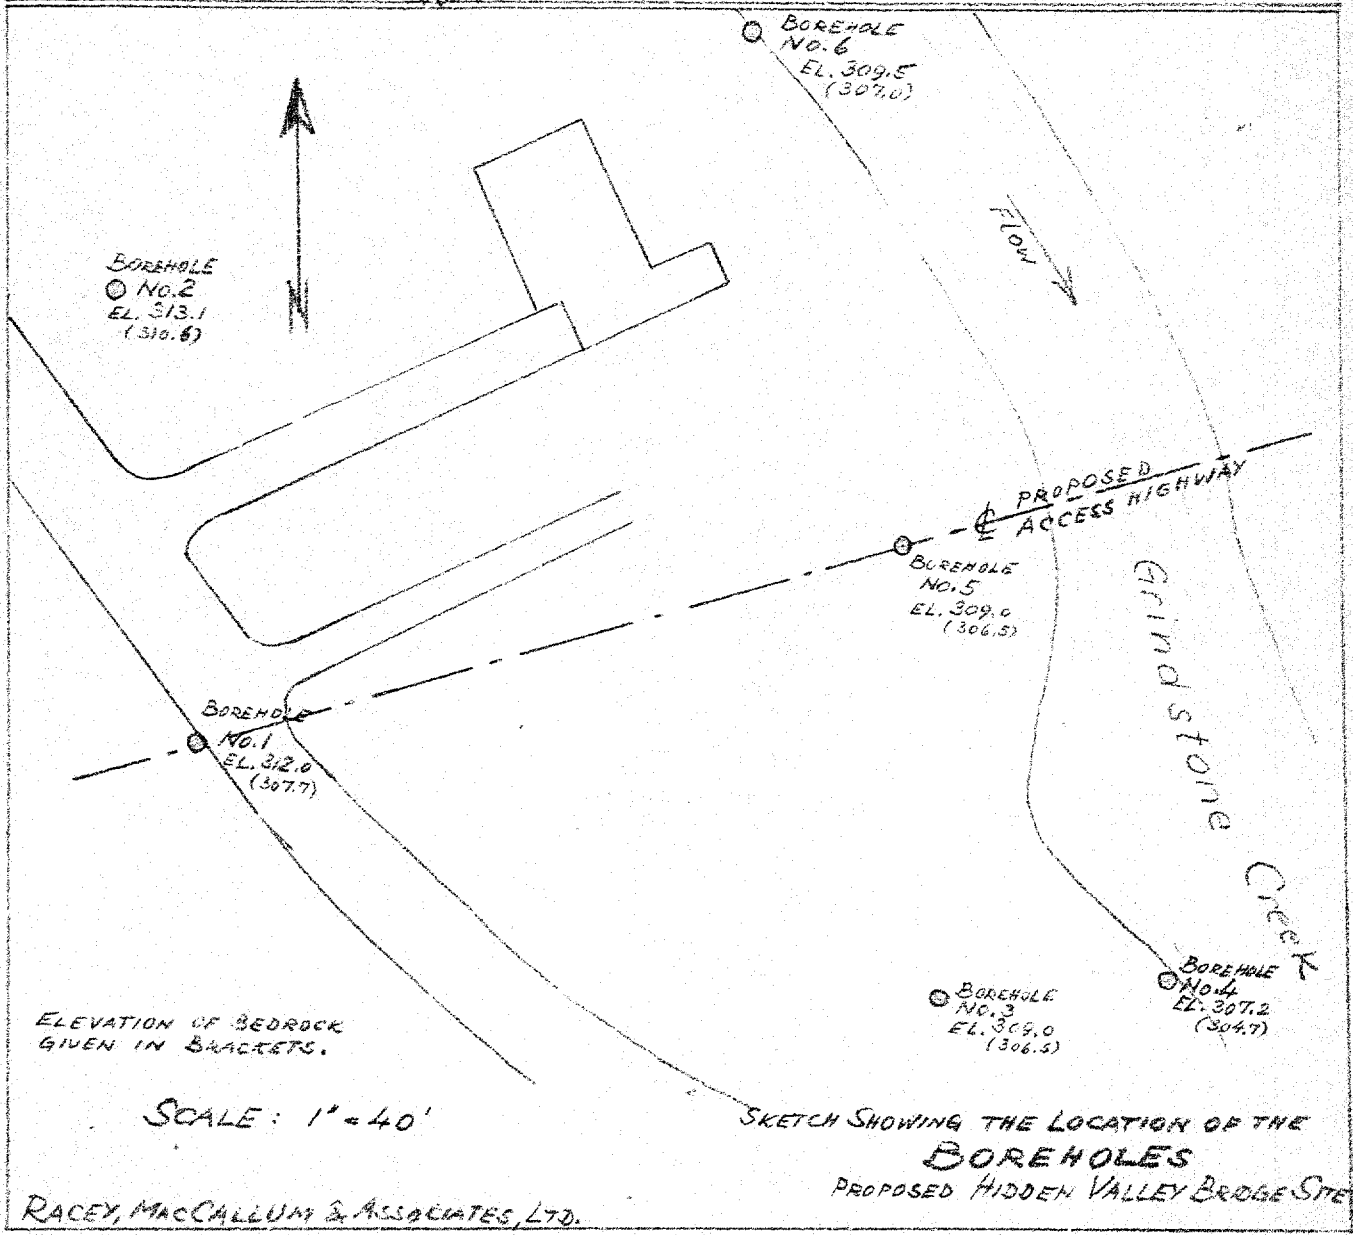 BOREHOLE
NO. 6
EL. 309.5
(307.0)
FLOW
BOREHOLE
NO. 2
EL. 313.1
(310.6)
N
PROPOSED
℄ ACCESS HIGHWAY
BOREHOLE
NO. 5
EL. 309.0
(306.5)
Grindstone Creek
BOREHOLE
NO. 1
EL. 312.0
(307.7)
BOREHOLE
NO. 4
EL. 307.2
(304.7)
BOREHOLE
NO. 3
EL. 309.0
(306.5)
ELEVATION OF BEDROCK
GIVEN IN BRACKETS.
SCALE: 1" = 40'
SKETCH SHOWING THE LOCATION OF THE
BOREHOLES
PROPOSED HIDDEN VALLEY BRIDGE SITE
RACEY, MACCALLUM & ASSOCIATES, LTD.